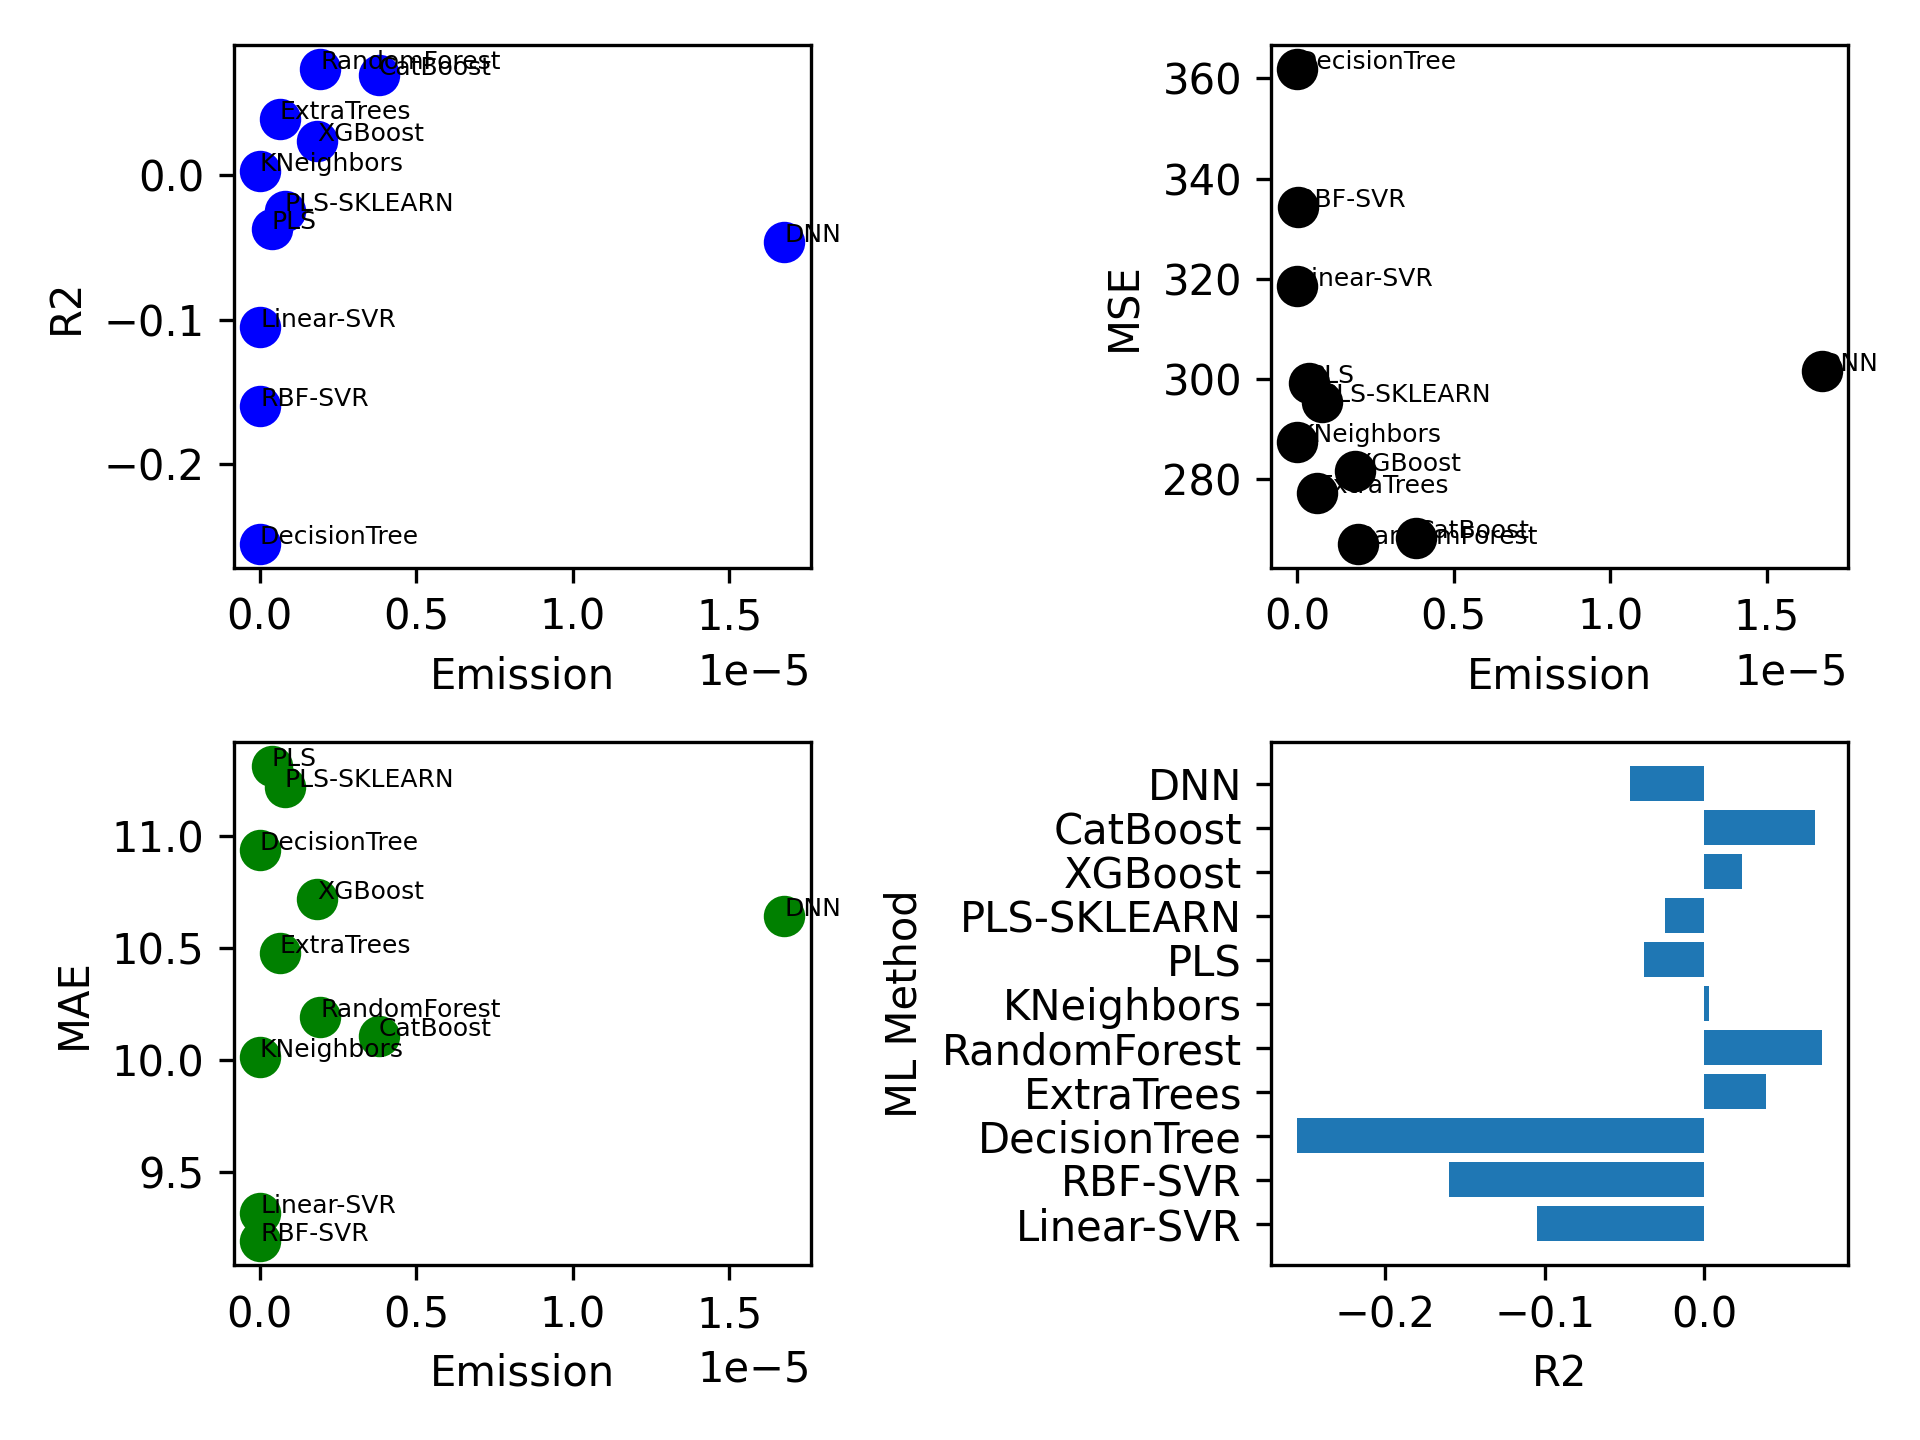 RandomForest
CatBoost
ExtraTrees
XGBoost
KNeighbors
PLS-SKLEARN
PLS
DNN
Linear-SVR
RBF-SVR
DecisionTree
0.0
−0.1
−0.2
R2
0.0 0.5 1.0 1.5
1e−5
Emission
DecisionTree
RBF-SVR
Linear-SVR
DNN
PLS
PLS-SKLEARN
KNeighbors
XGBoost
ExtraTrees
CatBoost
RandomForest
360
340
320
300
280
MSE
0.0 0.5 1.0 1.5
1e−5
Emission
PLS
PLS-SKLEARN
DecisionTree
XGBoost
DNN
ExtraTrees
RandomForest
CatBoost
KNeighbors
Linear-SVR
RBF-SVR
11.0
10.5
10.0
9.5
MAE
0.0 0.5 1.0 1.5
1e−5
Emission
DNN
CatBoost
XGBoost
PLS-SKLEARN
PLS
KNeighbors
RandomForest
ExtraTrees
DecisionTree
RBF-SVR
Linear-SVR
ML Method
−0.2 −0.1 0.0
R2